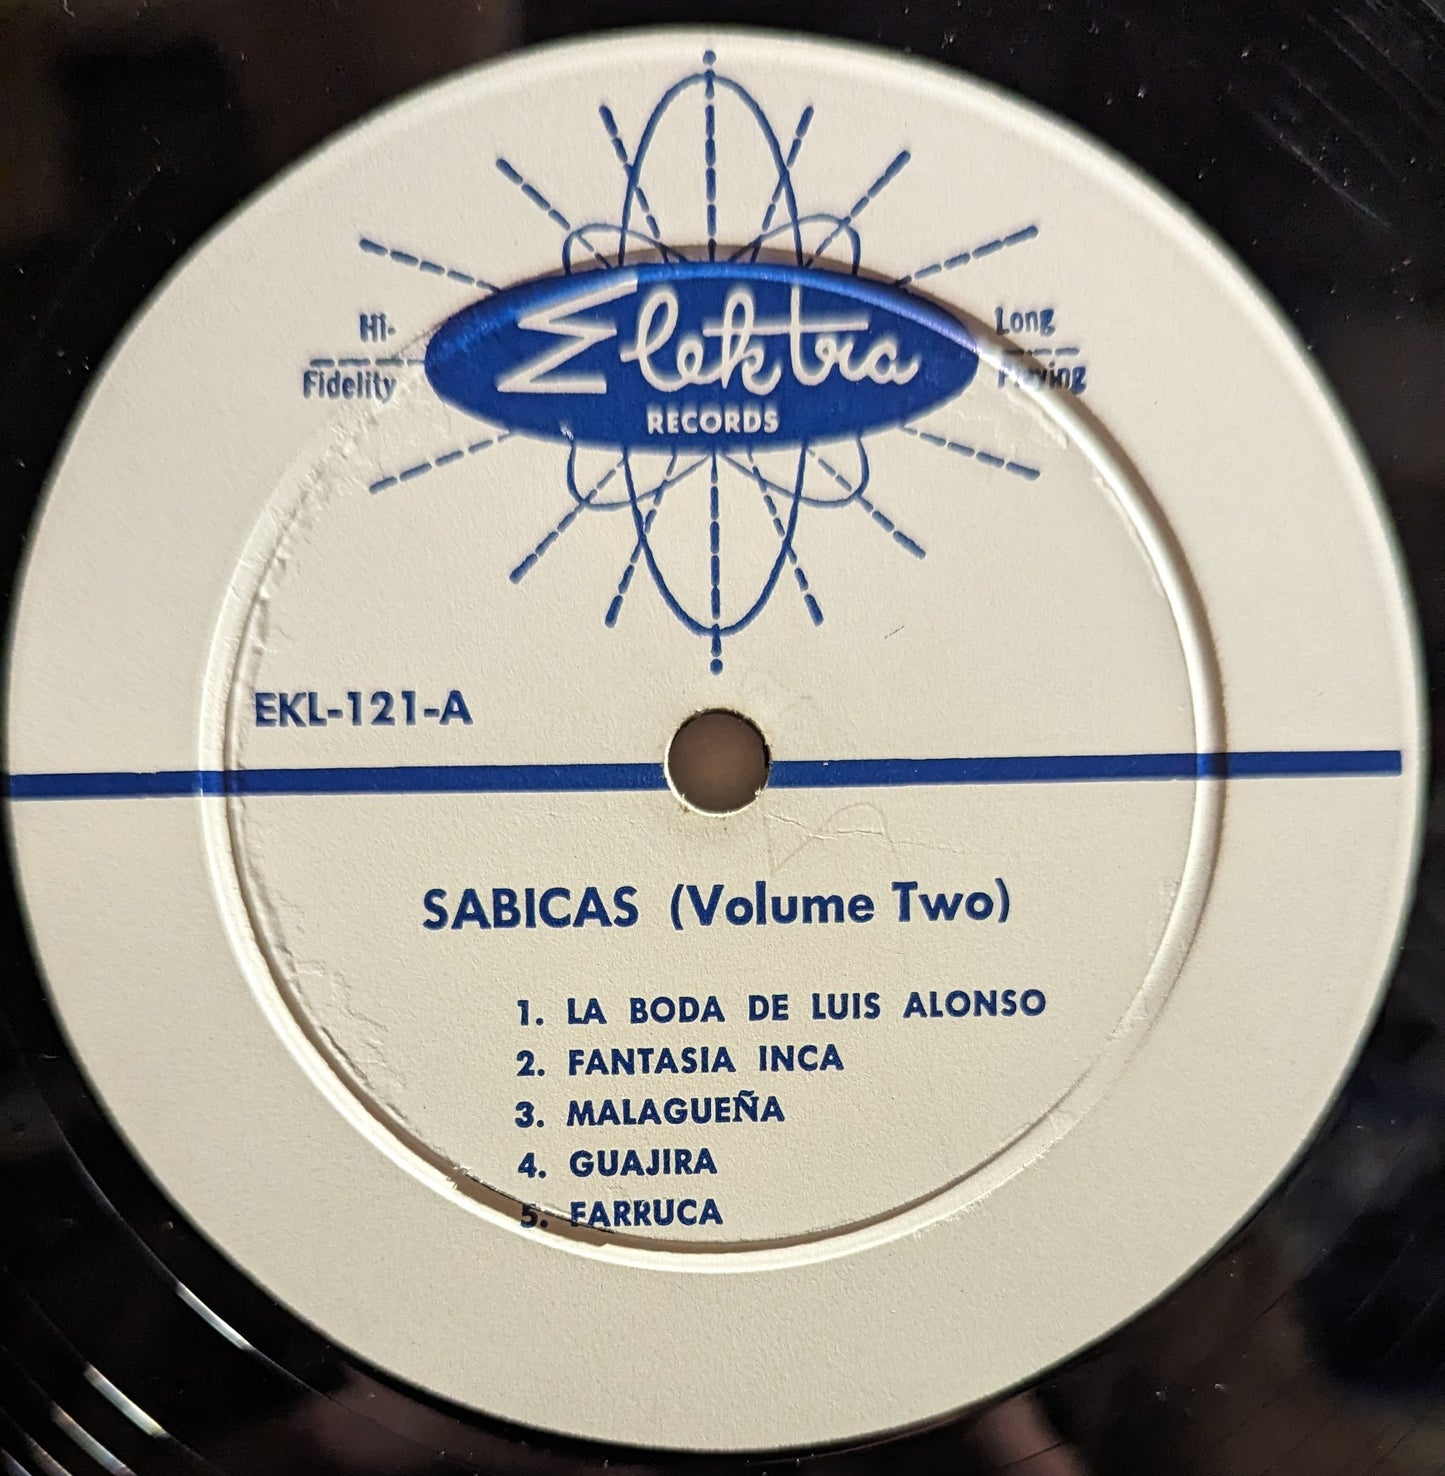 Elektra
RECORDS
Hi-
Fidelity
Long
Playing
EKL-121-A
SABICAS (Volume Two)
1. LA BODA DE LUIS ALONSO
2. FANTASIA INCA
3. MALAGUEÑA
4. GUAJIRA
5. FARRUCA